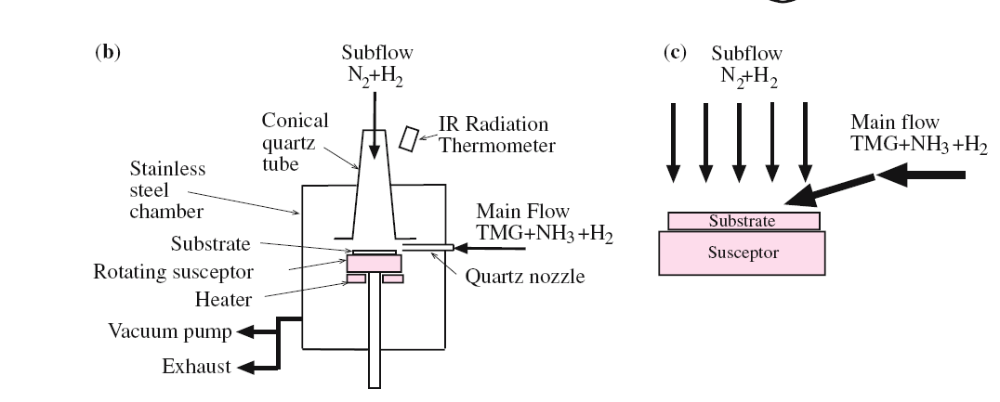 (b)
Subflow
N2+H2
Conical
quartz
tube
IR Radiation
Thermometer
Stainless
steel
chamber
Main Flow
TMG+NH3+H2
Substrate
Rotating susceptor
Quartz nozzle
Heater
Vacuum pump
Exhaust
(c)
Subflow
N2+H2
Main flow
TMG+NH3+H2
Substrate
Susceptor